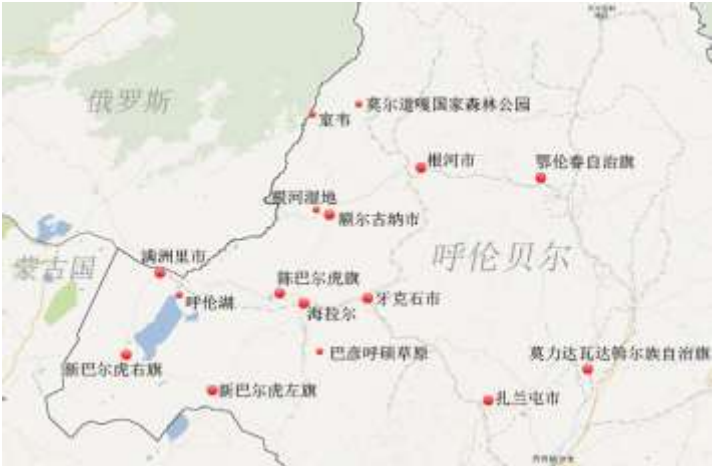 俄罗斯
莫尔道嘎国家森林公园
室韦
根河市
鄂伦春自治旗
根河湿地
额尔古纳市
呼伦贝尔
满洲里市
蒙古国
陈巴尔虎旗
呼伦湖
海拉尔
牙克石市
巴彦呼硕草原
新巴尔虎右旗
莫力达瓦达斡尔族自治旗
新巴尔虎左旗
扎兰屯市